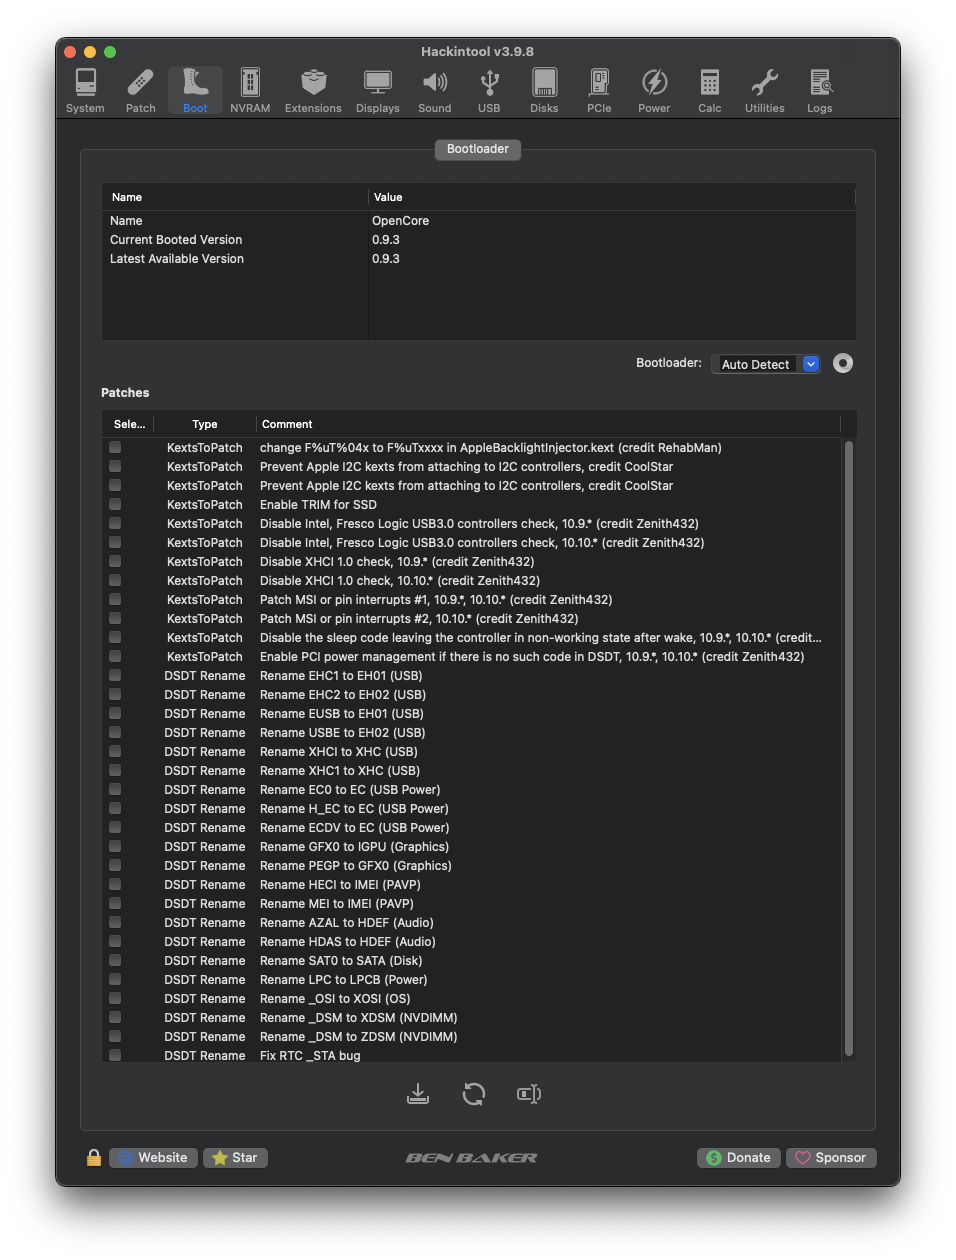 Hackintool v3.9.8
System Patch Boot NVRAM Extensions Displays Sound USB Disks PCIe Power Calc Utilities Logs
Bootloader
Name Value
Name OpenCore
Current Booted Version 0.9.3
Latest Available Version 0.9.3
Bootloader: Auto Detect
Patches
Sele... Type Comment
KextsToPatch change F%uT%04x to F%uTxxxx in AppleBacklightInjector.kext (credit RehabMan)
KextsToPatch Prevent Apple I2C kexts from attaching to I2C controllers, credit CoolStar
KextsToPatch Prevent Apple I2C kexts from attaching to I2C controllers, credit CoolStar
KextsToPatch Enable TRIM for SSD
KextsToPatch Disable Intel, Fresco Logic USB3.0 controllers check, 10.9.* (credit Zenith432)
KextsToPatch Disable Intel, Fresco Logic USB3.0 controllers check, 10.10.* (credit Zenith432)
KextsToPatch Disable XHCI 1.0 check, 10.9.* (credit Zenith432)
KextsToPatch Disable XHCI 1.0 check, 10.10.* (credit Zenith432)
KextsToPatch Patch MSI or pin interrupts #1, 10.9.*, 10.10.* (credit Zenith432)
KextsToPatch Patch MSI or pin interrupts #2, 10.10.* (credit Zenith432)
KextsToPatch Disable the sleep code leaving the controller in non-working state after wake, 10.9.*, 10.10.* (credit...
KextsToPatch Enable PCI power management if there is no such code in DSDT, 10.9.*, 10.10.* (credit Zenith432)
DSDT Rename Rename EHC1 to EH01 (USB)
DSDT Rename Rename EHC2 to EH02 (USB)
DSDT Rename Rename EUSB to EH01 (USB)
DSDT Rename Rename USBE to EH02 (USB)
DSDT Rename Rename XHCI to XHC (USB)
DSDT Rename Rename XHC1 to XHC (USB)
DSDT Rename Rename EC0 to EC (USB Power)
DSDT Rename Rename H_EC to EC (USB Power)
DSDT Rename Rename ECDV to EC (USB Power)
DSDT Rename Rename GFX0 to IGPU (Graphics)
DSDT Rename Rename PEGP to GFX0 (Graphics)
DSDT Rename Rename HECI to IMEI (PAVP)
DSDT Rename Rename MEI to IMEI (PAVP)
DSDT Rename Rename AZAL to HDEF (Audio)
DSDT Rename Rename HDAS to HDEF (Audio)
DSDT Rename Rename SAT0 to SATA (Disk)
DSDT Rename Rename LPC to LPCB (Power)
DSDT Rename Rename _OSI to XOSI (OS)
DSDT Rename Rename _DSM to XDSM (NVDIMM)
DSDT Rename Rename _DSM to ZDSM (NVDIMM)
DSDT Rename Fix RTC _STA bug
Website Star BEN BAKER Donate Sponsor